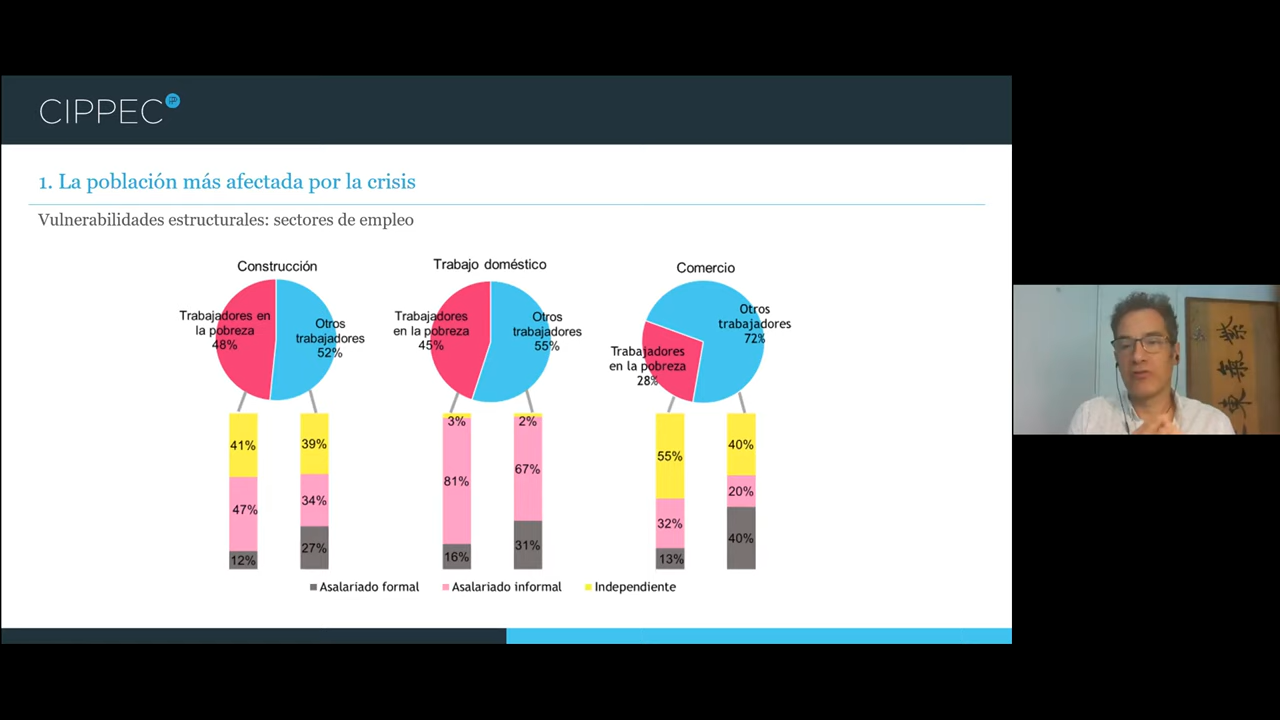 CIPPEC
1. La población más afectada por la crisis
Vulnerabilidades estructurales: sectores de empleo
Construcción
Trabajadores en
la pobreza
48%
Otros
trabajadores
52%
41%
47%
12%
39%
34%
27%
Trabajo doméstico
Trabajadores
en la pobreza
45%
Otros
trabajadores
55%
3%
81%
16%
2%
67%
31%
Comercio
Otros
trabajadores
72%
Trabajadores
en la pobreza
28%
55%
32%
13%
40%
20%
40%
Asalariado formal
Asalariado informal
Independiente